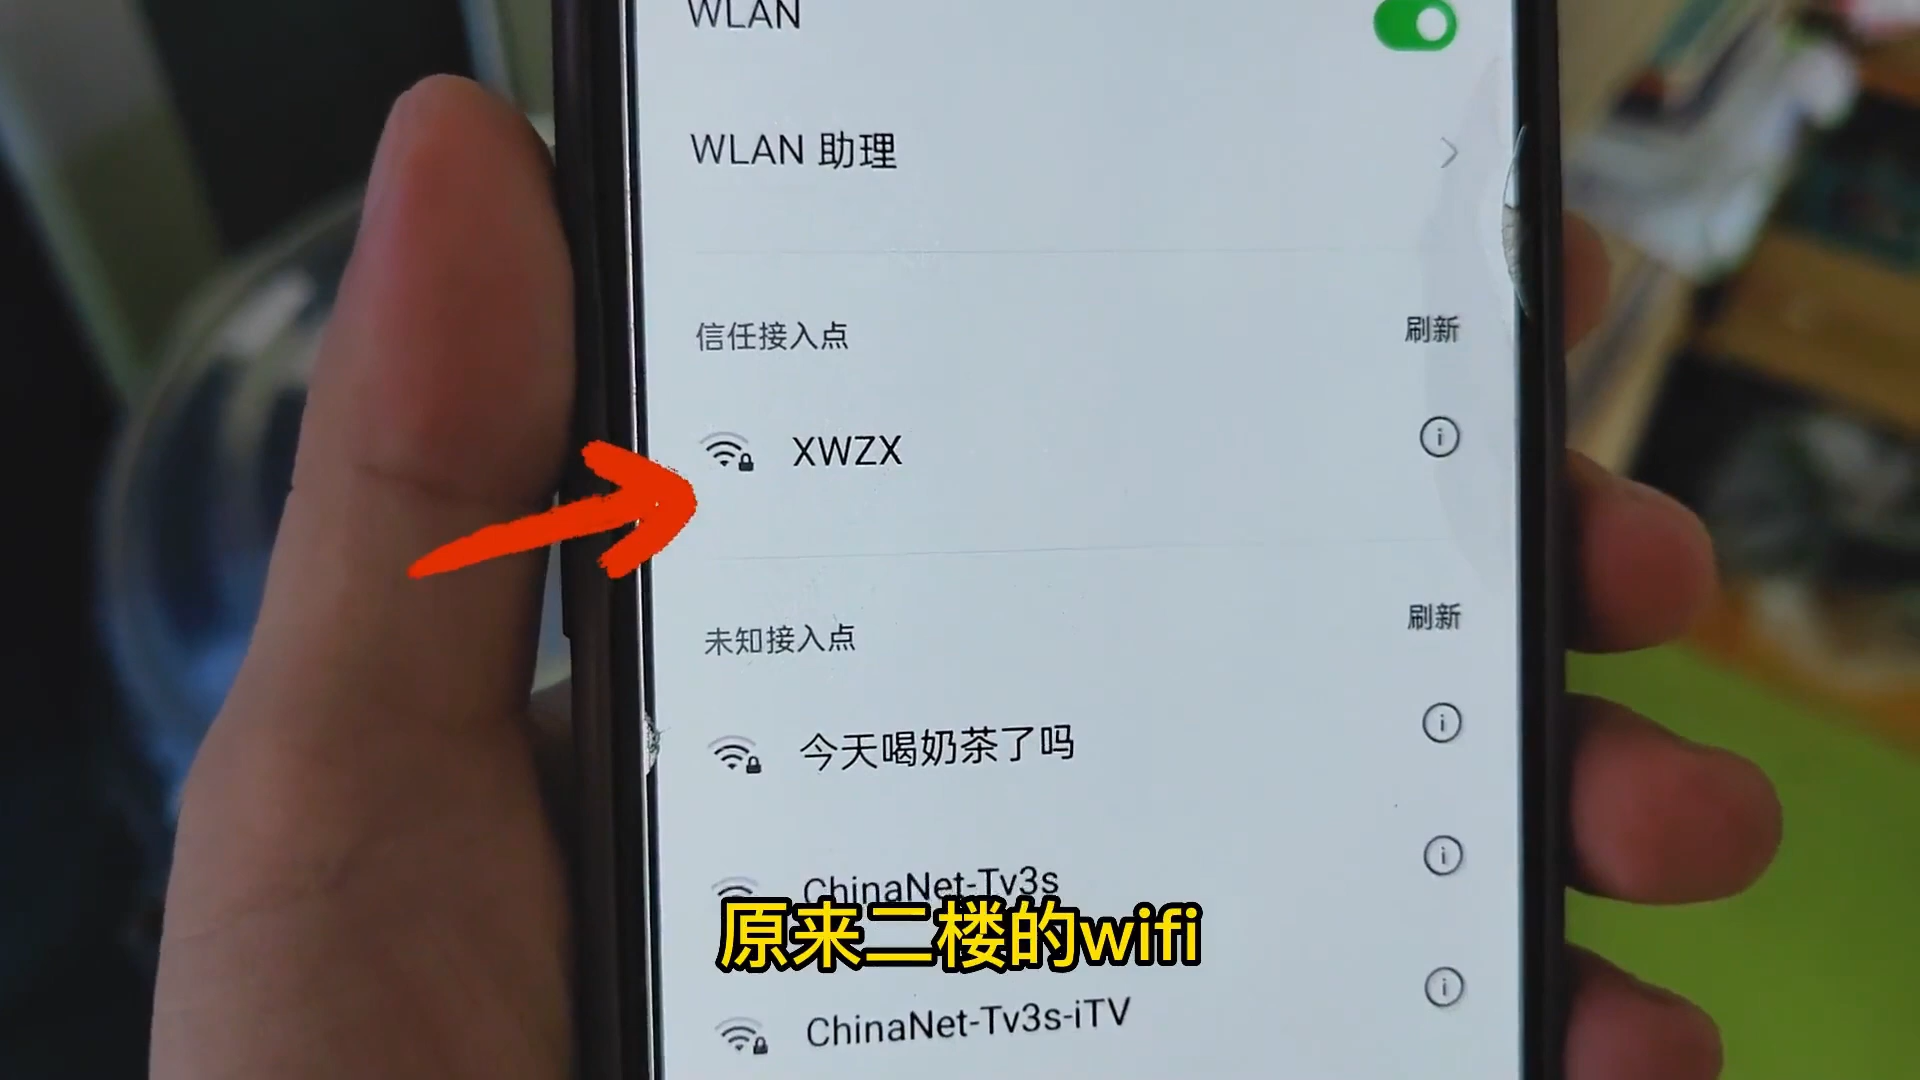 WLAN
WLAN 助理
信任接入点
刷新
XWZX
未知接入点
刷新
今天喝奶茶了吗
ChinaNet-Tv3s
原来二楼的wifi
ChinaNet-Tv3s-iTV